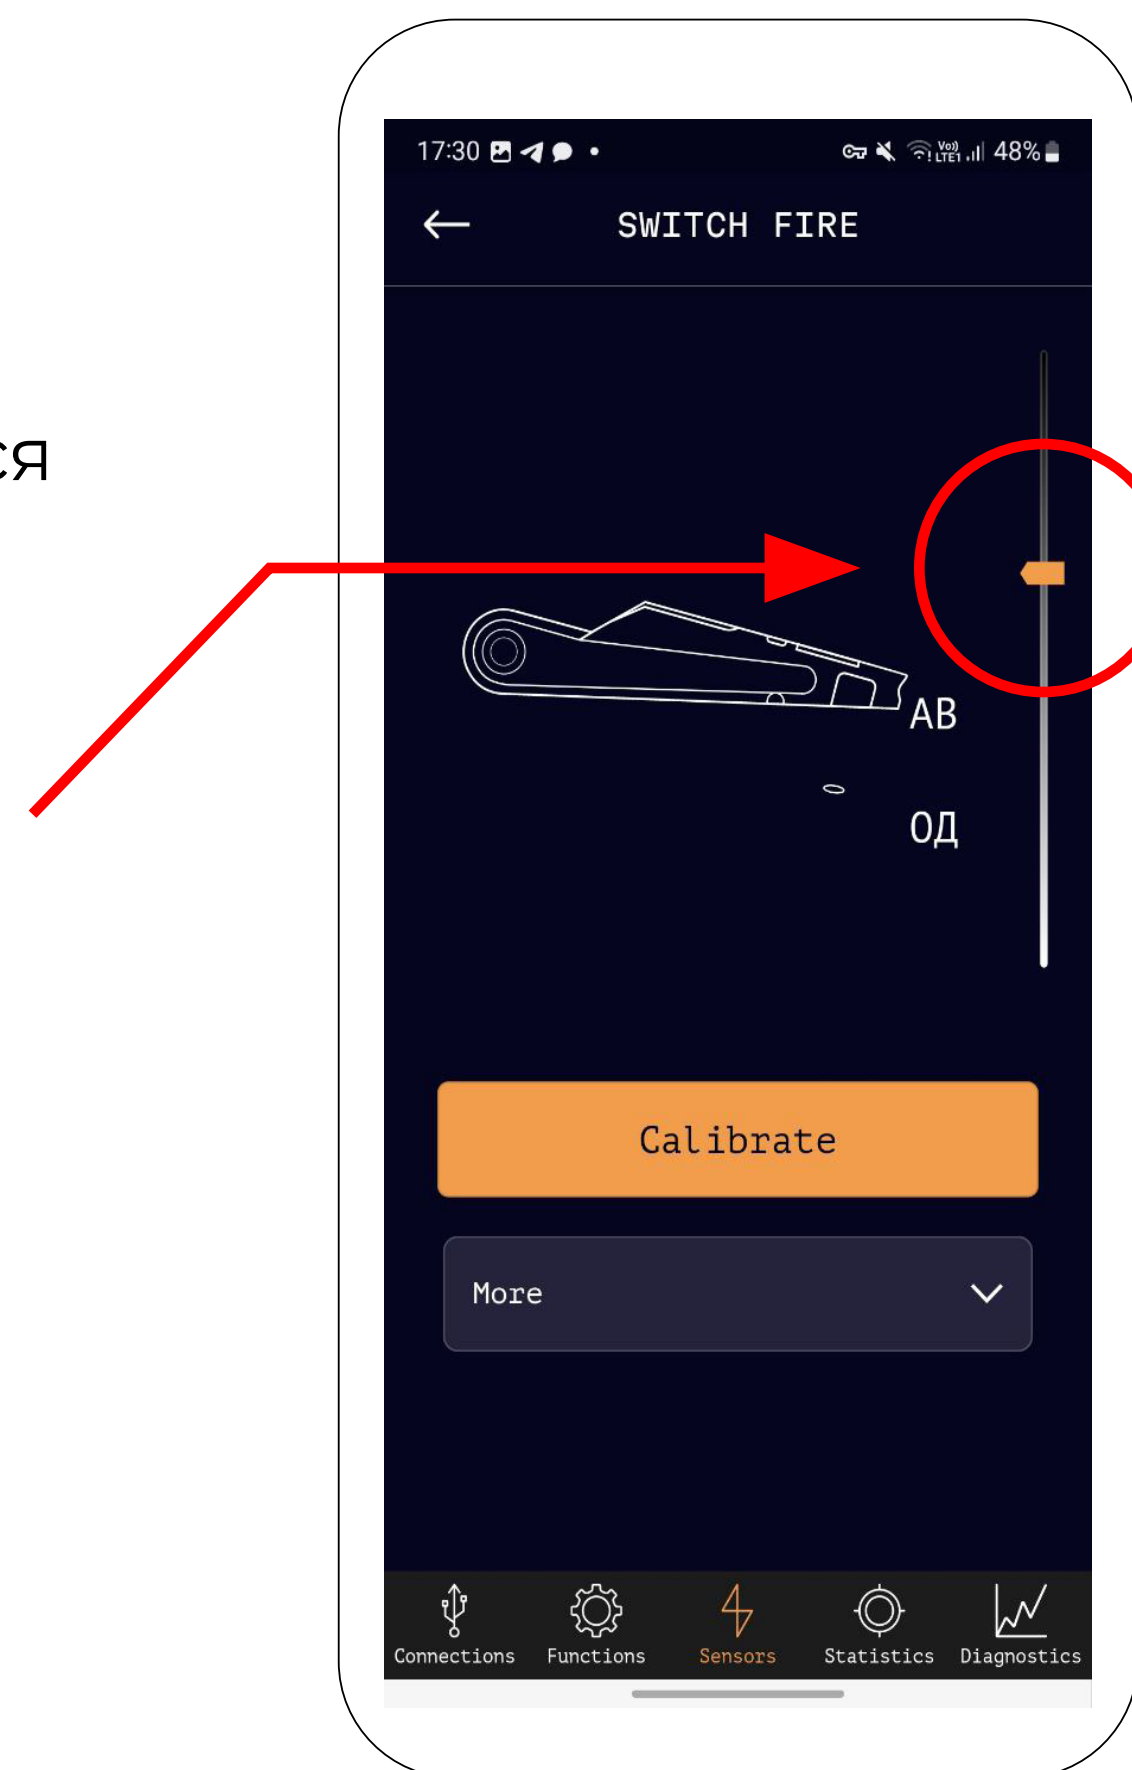 17:30 48%
SWITCH FIRE
ся
АВ
ОД
Calibrate
More
Connections Functions Sensors Statistics Diagnostics